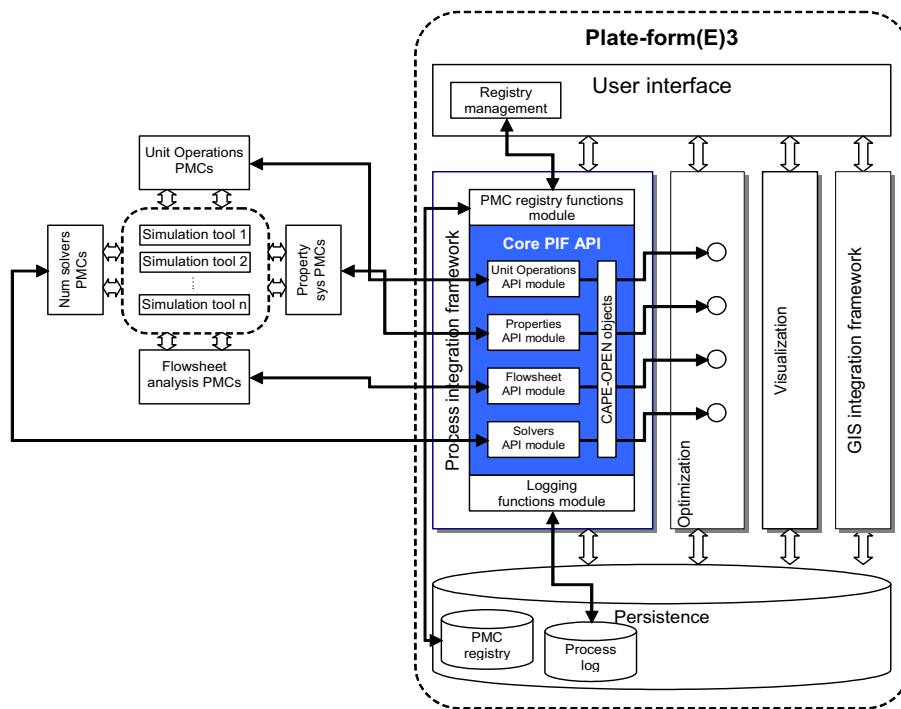 Plate-form(E)3
User interface
Registry
management
Unit Operations
PMCs
Num solvers
PMCs
Simulation tool 1
Simulation tool 2
....
Simulation tool n
Property
sys PMCs
Flowsheet
analysis PMCs
Process integration framework
PMC registry functions
module
Core PIF API
Unit Operations
API module
Properties
API module
Flowsheet
API module
Solvers
API module
CAPE-OPEN objects
Logging
functions module
Optimization
Visualization
GIS integration framework
Persistence
PMC
registry
Process
log